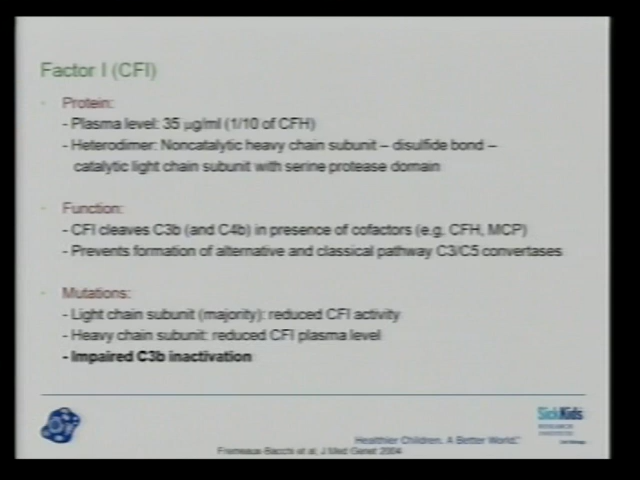 Factor I (CFI)
· Protein:
- Plasma level: 35 µg/ml (1/10 of CFH)
- Heterodimer: Noncatalytic heavy chain subunit – disulfide bond –
catalytic light chain subunit with serine protease domain
· Function:
- CFI cleaves C3b (and C4b) in presence of cofactors (e.g. CFH, MCP)
- Prevents formation of alternative and classical pathway C3/C5 convertases
· Mutations:
- Light chain subunit (majority): reduced CFI activity
- Heavy chain subunit: reduced CFI plasma level
- Impaired C3b inactivation
SickKids
RESEARCH
INSTITUTE
Healthier Children. A Better World.™
Fremeaux-Bacchi et al, J Med Genet 2004